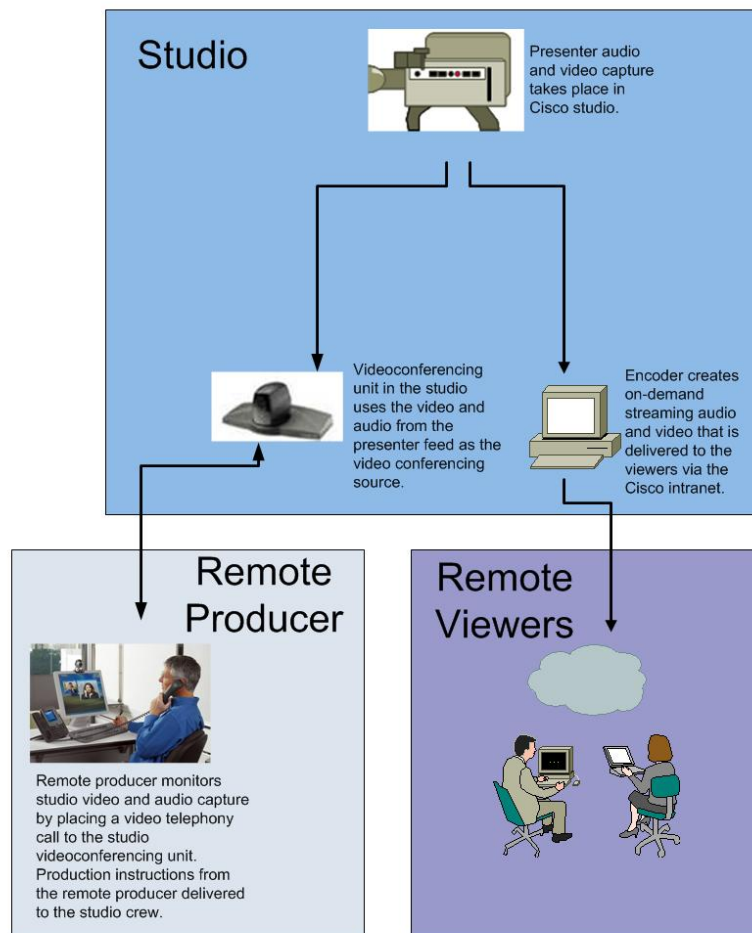 Studio
Presenter audio
and video capture
takes place in
Cisco studio.
Videoconferencing
unit in the studio
uses the video and
audio from the
presenter feed as the
video conferencing
source.
Encoder creates
on-demand
streaming audio
and video that is
delivered to the
viewers via the
Cisco intranet.
Remote
Producer
Remote producer monitors
studio video and audio capture
by placing a video telephony
call to the studio
videoconferencing unit.
Production instructions from
the remote producer delivered
to the studio crew.
Remote
Viewers